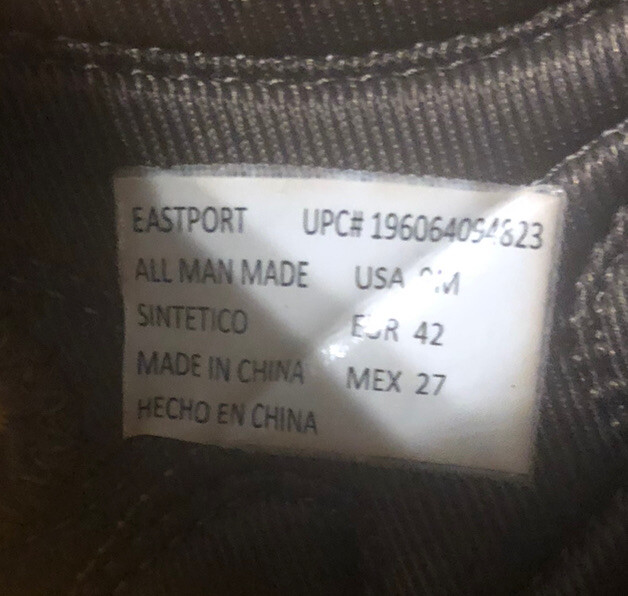 EASTPORT UPC# 196064094823
ALL MAN MADE USA
SINTETICO EUR 42
MADE IN CHINA MEX 27
HECHO EN CHINA